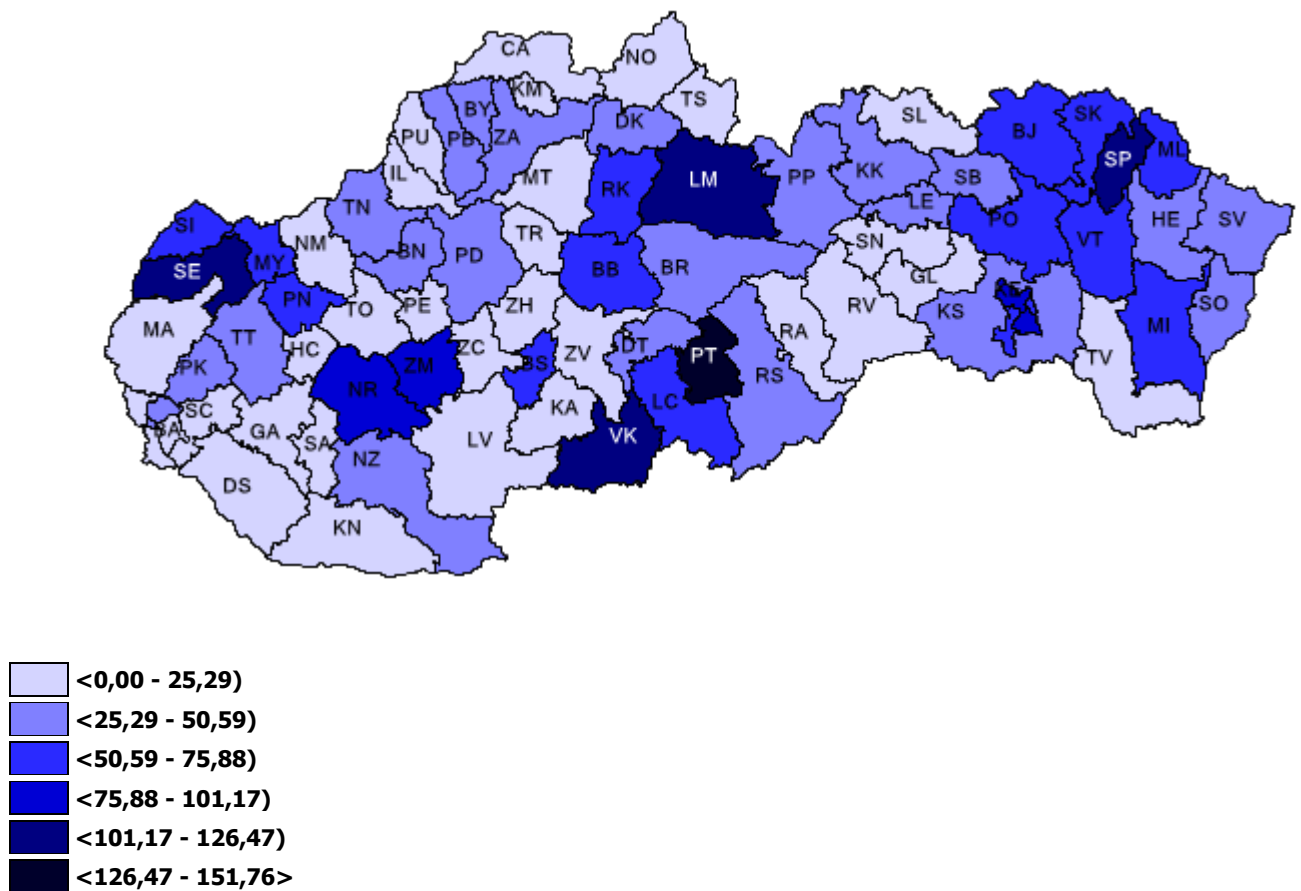 CA
NO
KM
TS
BY
PU
PB
ZA
DK
SL
SK
BJ
ML
SP
IL
MT
RK
LM
PP
KK
SB
LE
TN
SI
PO
HE
SV
NM
BN
PD
TR
VT
SN
MY
SE
BB
BR
GL
PN
TO
PE
ZH
RV
KS
KE
SO
MA
TT
HC
RA
MI
PK
ZC
ZM
BS
ZV
DT
PT
TV
NR
RS
SC
KA
LC
BA
GA
SA
LV
VK
NZ
DS
KN
<0,00 - 25,29)
<25,29 - 50,59)
<50,59 - 75,88)
<75,88 - 101,17)
<101,17 - 126,47)
<126,47 - 151,76>